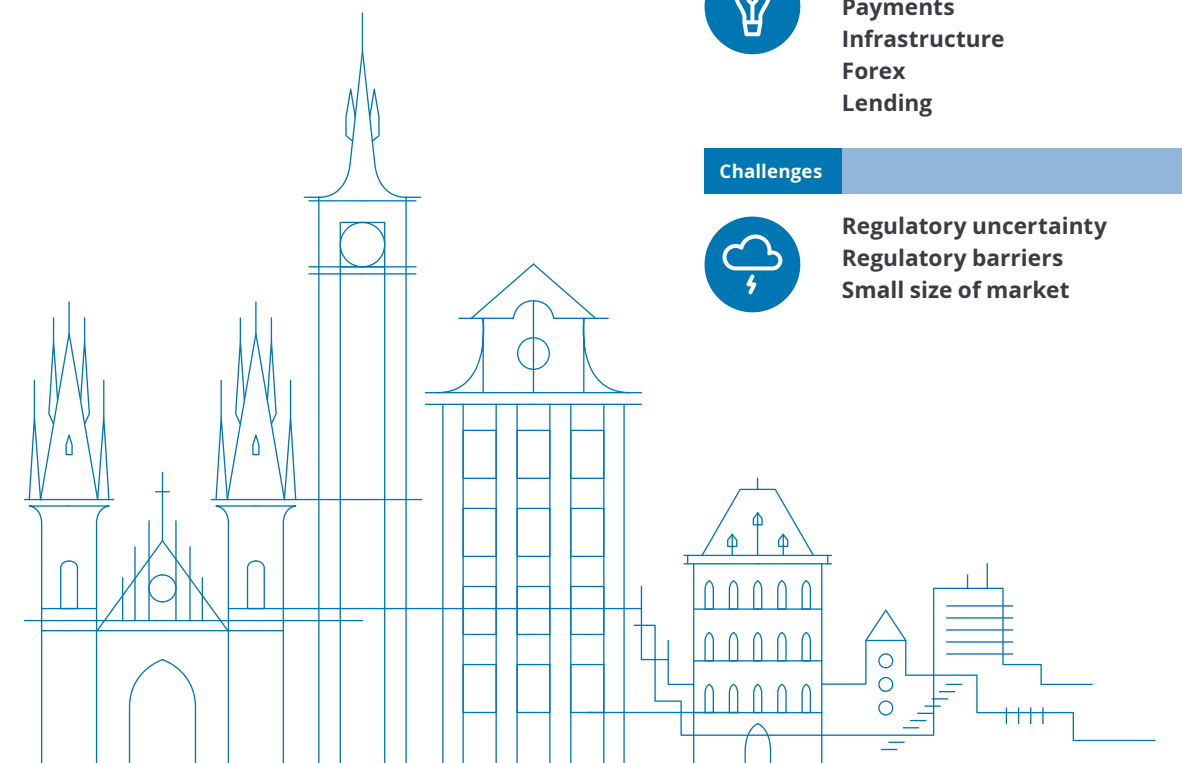 Payments
Infrastructure
Forex
Lending
Challenges
Regulatory uncertainty
Regulatory barriers
Small size of market